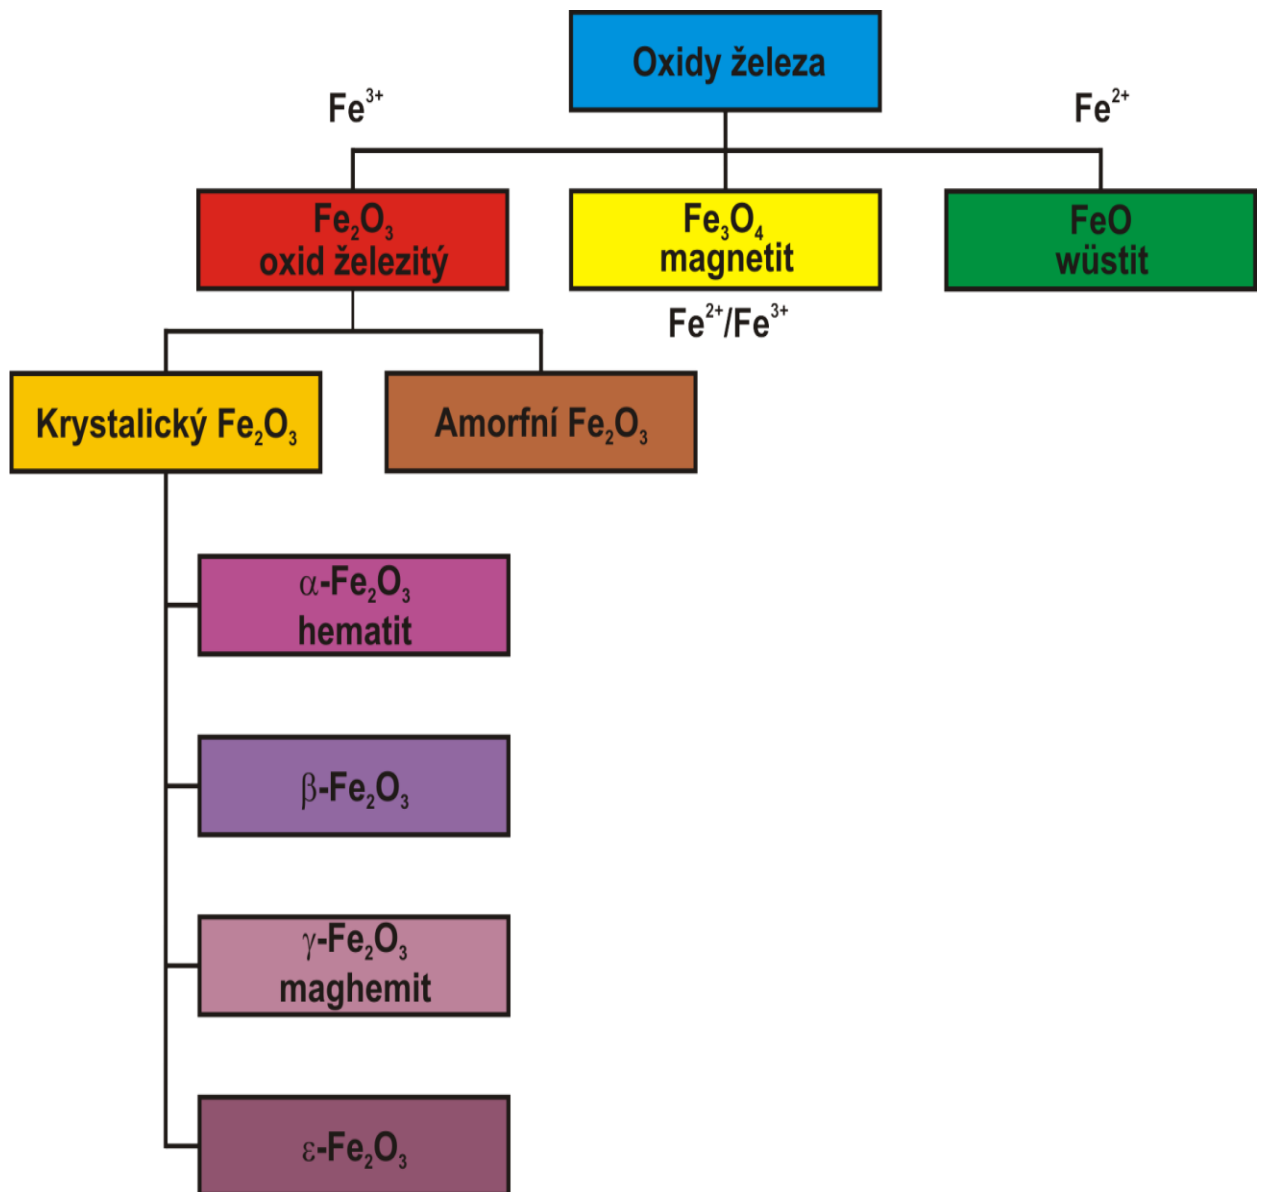 Oxidy železa
Fe³⁺
Fe²⁺
Fe₂O₃
oxid železitý
Fe₃O₄
magnetit
FeO
wüstit
Fe²⁺/Fe³⁺
Krystalický Fe₂O₃
Amorfní Fe₂O₃
α-Fe₂O₃
hematit
β-Fe₂O₃
γ-Fe₂O₃
maghemit
ε-Fe₂O₃